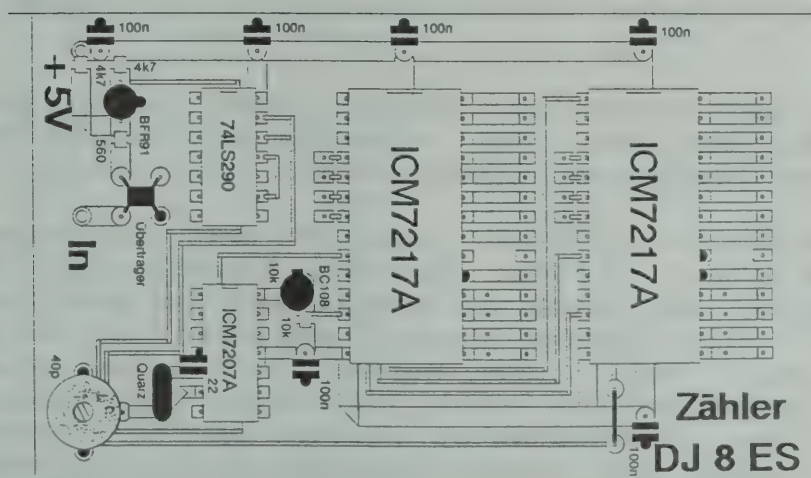 100n
100n
100n
100n
4k7
4k7
+5V
BFR91
560
74LS290
ICM7217A
ICM7217A
In
Übertrager
10k
BC108
10k
ICM7207A
22
Quarz
40p
100n
100n
Zähler
DJ 8 ES